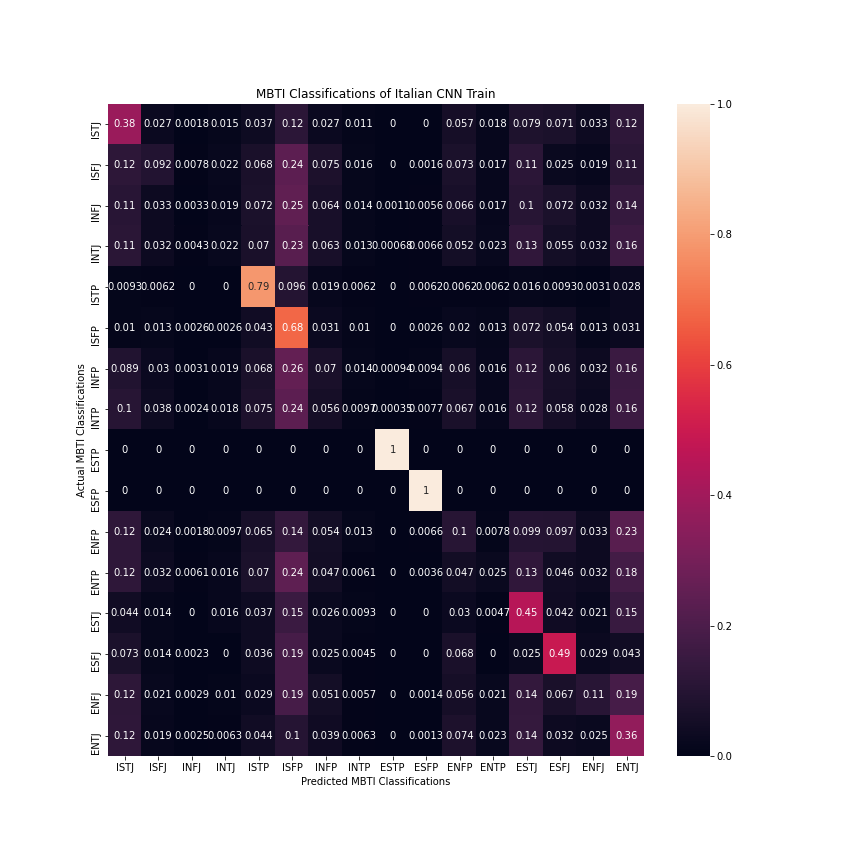 MBTI Classifications of Italian CNN Train
1.0
ISTJ 0.38 0.027 0.0018 0.015 0.037 0.12 0.027 0.011 0 0 0.057 0.018 0.079 0.071 0.033 0.12
ISFJ 0.12 0.092 0.0078 0.022 0.068 0.24 0.075 0.016 0 0.0016 0.073 0.017 0.11 0.025 0.019 0.11
INFJ 0.11 0.033 0.0033 0.019 0.072 0.25 0.064 0.014 0.0011 0.0056 0.066 0.017 0.1 0.072 0.032 0.14
0.8
INTJ 0.11 0.032 0.0043 0.022 0.07 0.23 0.063 0.013 0.00068 0.0066 0.052 0.023 0.13 0.055 0.032 0.16
ISTP 0.0093 0.0062 0 0 0.79 0.096 0.019 0.0062 0 0.0062 0.0062 0.0062 0.016 0.0093 0.0031 0.028
ISFP 0.01 0.013 0.0026 0.0026 0.043 0.68 0.031 0.01 0 0.0026 0.02 0.013 0.072 0.054 0.013 0.031
0.6
INFP 0.089 0.03 0.0031 0.019 0.068 0.26 0.07 0.014 0.00094 0.0094 0.06 0.016 0.12 0.06 0.032 0.16
INTP 0.1 0.038 0.0024 0.018 0.075 0.24 0.056 0.0097 0.00035 0.0077 0.067 0.016 0.12 0.058 0.028 0.16
Actual MBTI Classifications
ESTP 0 0 0 0 0 0 0 0 1 0 0 0 0 0 0 0
ESFP 0 0 0 0 0 0 0 0 0 1 0 0 0 0 0 0
0.4
ENFP 0.12 0.024 0.0018 0.0097 0.065 0.14 0.054 0.013 0 0.0066 0.1 0.0078 0.099 0.097 0.033 0.23
ENTP 0.12 0.032 0.0061 0.016 0.07 0.24 0.047 0.0061 0 0.0036 0.047 0.025 0.13 0.046 0.032 0.18
ESTJ 0.044 0.014 0 0.016 0.037 0.15 0.026 0.0093 0 0 0.03 0.0047 0.45 0.042 0.021 0.15
0.2
ESFJ 0.073 0.014 0.0023 0 0.036 0.19 0.025 0.0045 0 0 0.068 0 0.025 0.49 0.029 0.043
ENFJ 0.12 0.021 0.0029 0.01 0.029 0.19 0.051 0.0057 0 0.0014 0.056 0.021 0.14 0.067 0.11 0.19
ENTJ 0.12 0.019 0.0025 0.0063 0.044 0.1 0.039 0.0063 0 0.0013 0.074 0.023 0.14 0.032 0.025 0.36
0.0
ISTJ ISFJ INFJ INTJ ISTP ISFP INFP INTP ESTP ESFP ENFP ENTP ESTJ ESFJ ENFJ ENTJ
Predicted MBTI Classifications